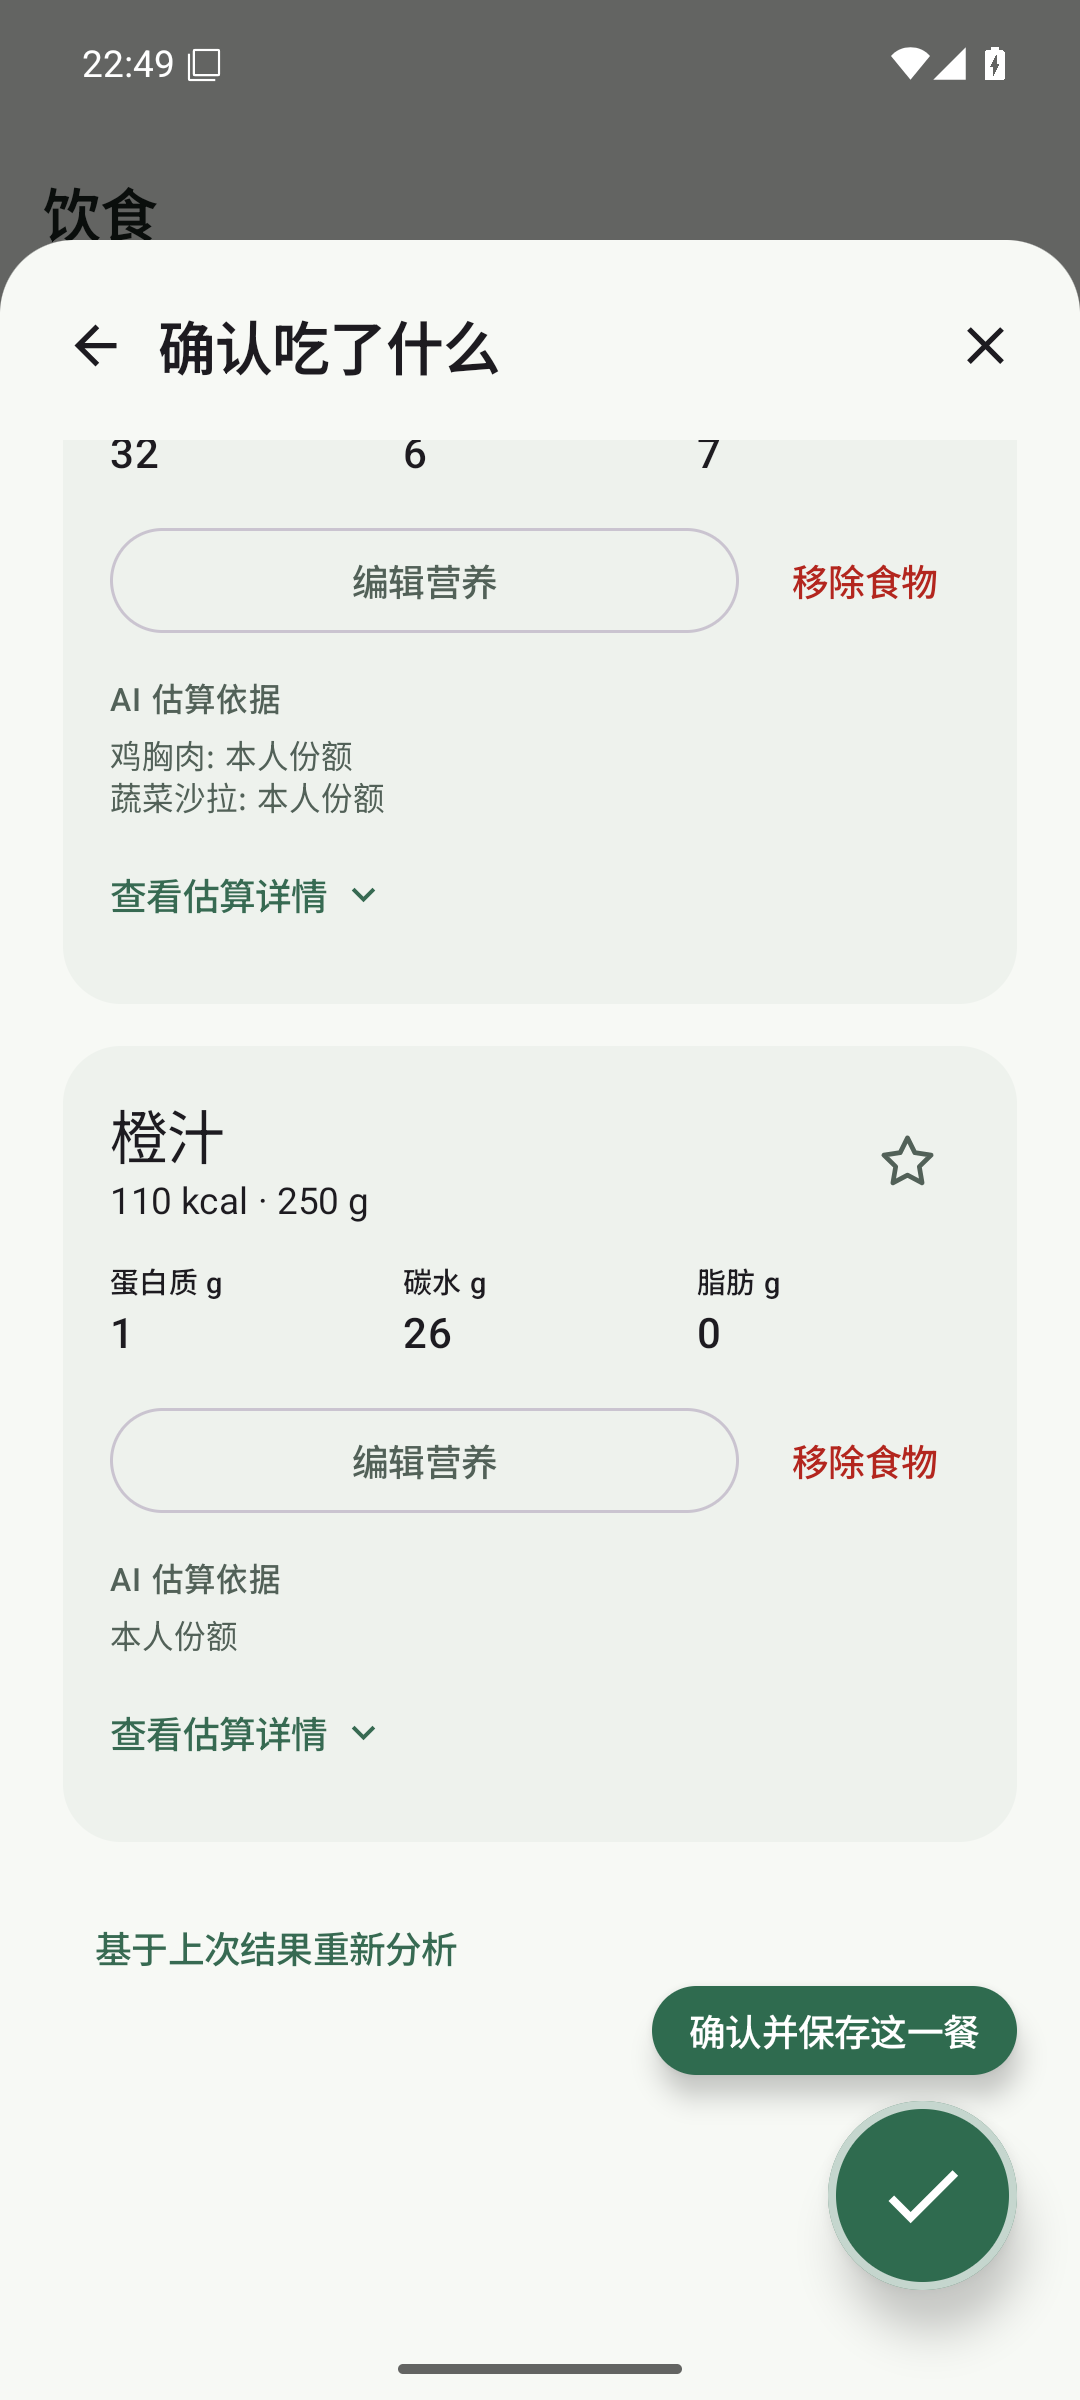 22:49
饮食
确认吃了什么
32 6 7
编辑营养 移除食物
AI 估算依据
鸡胸肉: 本人份额
蔬菜沙拉: 本人份额
查看估算详情
橙汁
110 kcal · 250 g
蛋白质 g 碳水 g 脂肪 g
1 26 0
编辑营养 移除食物
AI 估算依据
本人份额
查看估算详情
基于上次结果重新分析
确认并保存这一餐